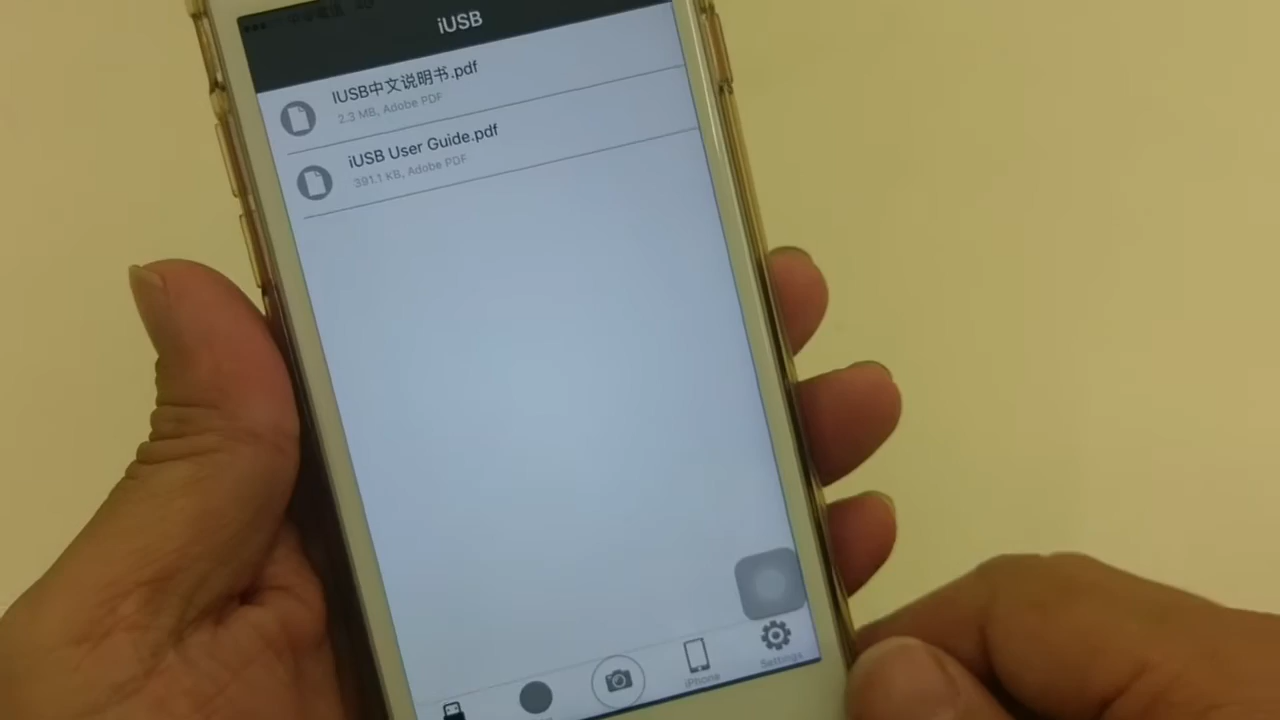 iUSB
IUSB中文说明书.pdf
2.3 MB, Adobe PDF
iUSB User Guide.pdf
391.1 KB, Adobe PDF
iPhone
Settings